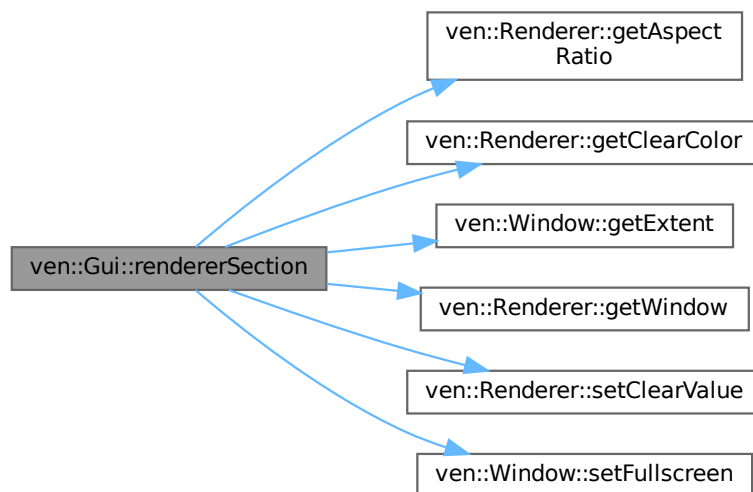 ven::Renderer::getAspect
Ratio
ven::Renderer::getClearColor
ven::Window::getExtent
ven::Gui::rendererSection
ven::Renderer::getWindow
ven::Renderer::setClearValue
ven::Window::setFullscreen